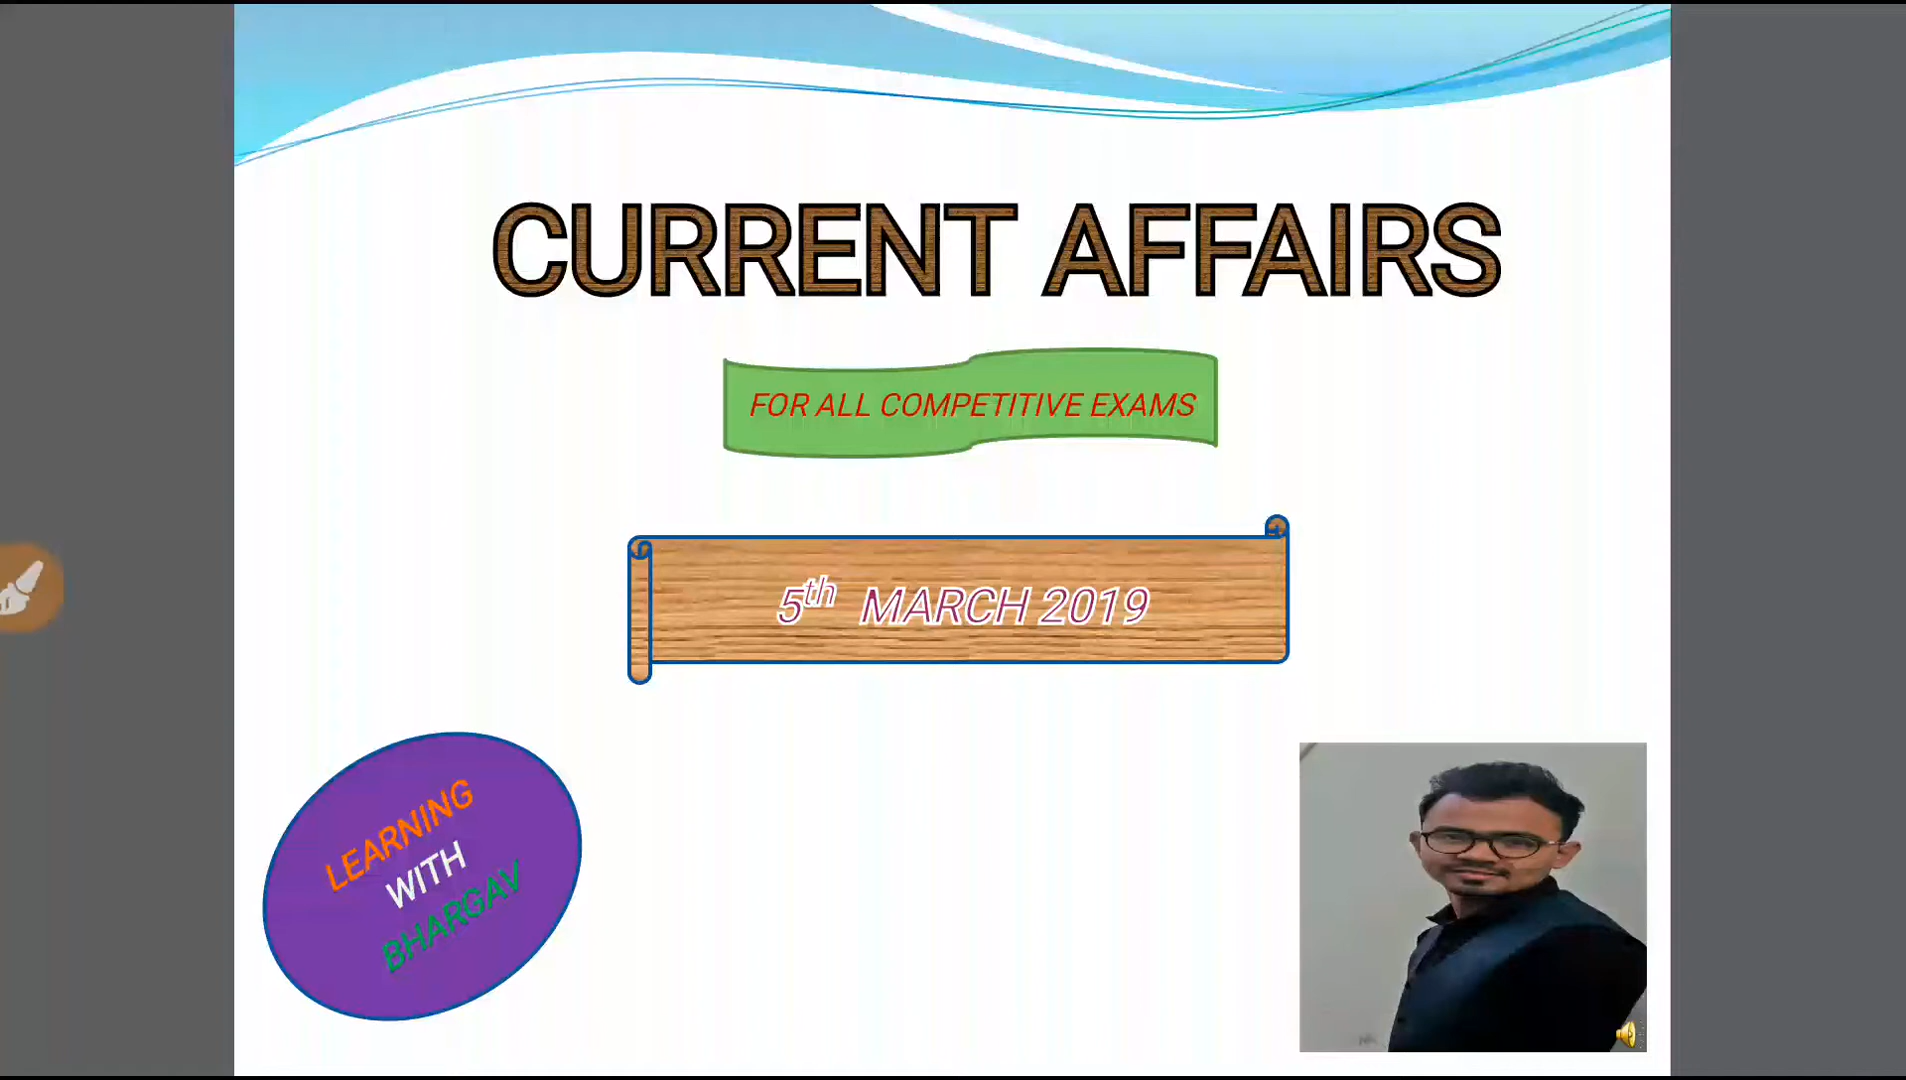 CURRENT AFFAIRS
FOR ALL COMPETITIVE EXAMS
5th MARCH 2019
LEARNING
WITH
BHARGAV